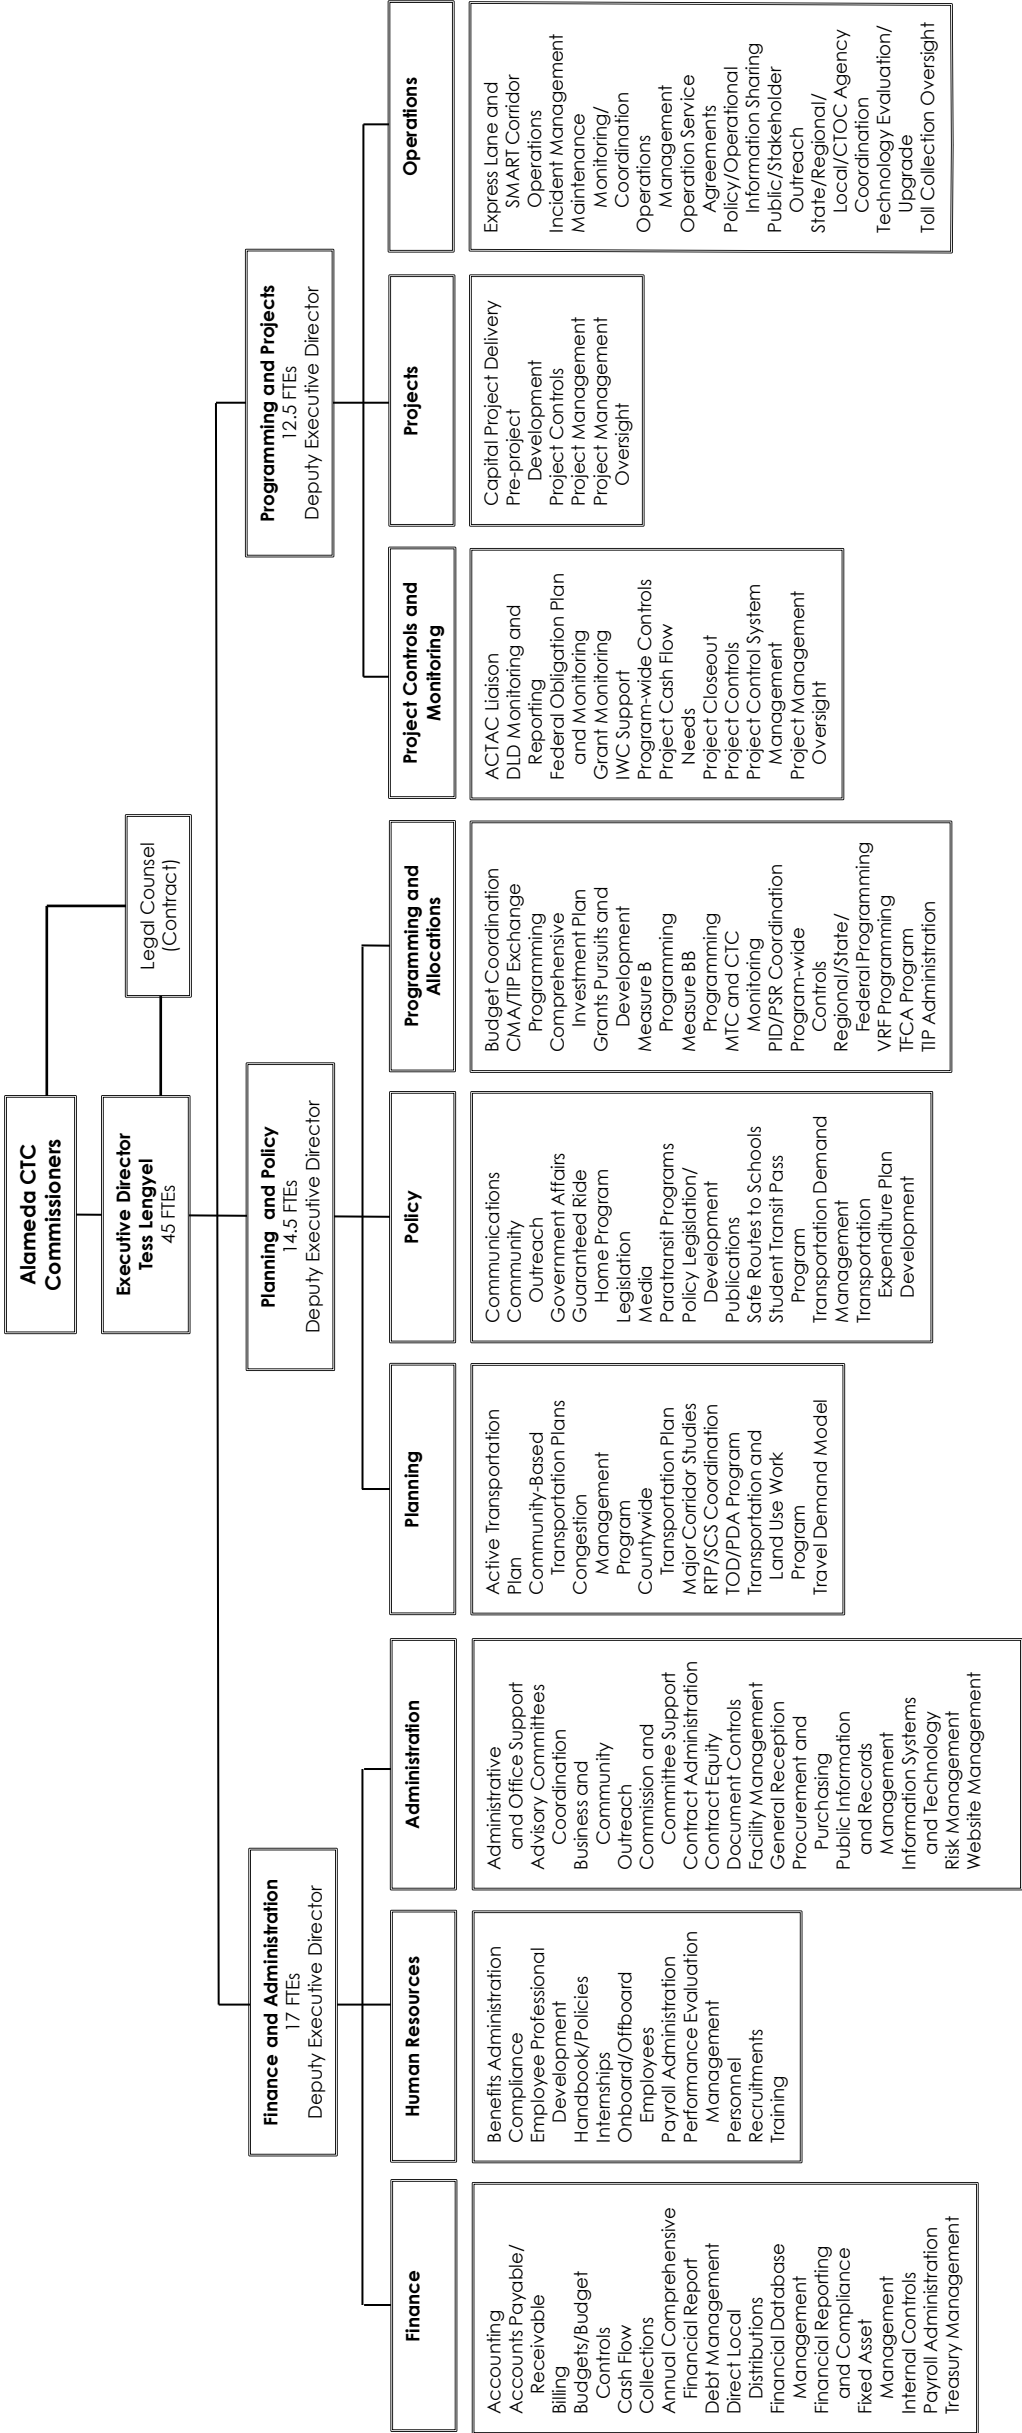 Alameda CTC
Commissioners
Executive Director
Tess Lengyel
45 FTEs
Legal Counsel
(Contract)
Finance and Administration
17 FTEs
Deputy Executive Director
Planning and Policy
14.5 FTEs
Deputy Executive Director
Programming and Projects
12.5 FTEs
Deputy Executive Director
Finance
Accounting
Accounts Payable/
Receivable
Billing
Budgets/Budget
Controls
Cash Flow
Collections
Annual Comprehensive
Financial Report
Debt Management
Direct Local
Distributions
Financial Database
Management
Financial Reporting
and Compliance
Fixed Asset
Management
Internal Controls
Payroll Administration
Treasury Management
Human Resources
Benefits Administration
Compliance
Employee Professional
Development
Handbook/Policies
Internships
Onboard/Offboard
Employees
Payroll Administration
Performance Evaluation
Management
Personnel
Recruitments
Training
Administration
Administrative
and Office Support
Advisory Committees
Coordination
Business and
Community
Outreach
Commission and
Committee Support
Contract Administration
Contract Equity
Document Controls
Facility Management
General Reception
Procurement and
Purchasing
Public Information
and Records
Management
Information Systems
and Technology
Risk Management
Website Management
Planning
Active Transportation
Plan
Community-Based
Transportation Plans
Congestion
Management
Program
Countywide
Transportation Plan
Major Corridor Studies
RTP/SCS Coordination
TOD/PDA Program
Transportation and
Land Use Work
Program
Travel Demand Model
Policy
Communications
Community
Outreach
Government Affairs
Guaranteed Ride
Home Program
Legislation
Media
Paratransit Programs
Policy Legislation/
Development
Publications
Safe Routes to Schools
Student Transit Pass
Program
Transportation Demand
Management
Transportation
Expenditure Plan
Development
Programming and
Allocations
Budget Coordination
CMA/TIP Exchange
Programming
Comprehensive
Investment Plan
Grants Pursuits and
Development
Measure B
Programming
Measure BB
Programming
MTC and CTC
Monitoring
PID/PSR Coordination
Program-wide
Controls
Regional/State/
Federal Programming
VRF Programming
TFCA Program
TIP Administration
Project Controls and
Monitoring
ACTAC Liaison
DLD Monitoring and
Reporting
Federal Obligation Plan
and Monitoring
Grant Monitoring
IWC Support
Program-wide Controls
Project Cash Flow
Needs
Project Closeout
Project Controls
Project Control System
Management
Project Management
Oversight
Projects
Capital Project Delivery
Pre-project
Development
Project Controls
Project Management
Project Management
Oversight
Operations
Express Lane and
SMART Corridor
Operations
Incident Management
Maintenance
Monitoring/
Coordination
Operations
Management
Operation Service
Agreements
Policy/Operational
Information Sharing
Public/Stakeholder
Outreach
State/Regional/
Local/CTOC Agency
Coordination
Technology Evaluation/
Upgrade
Toll Collection Oversight